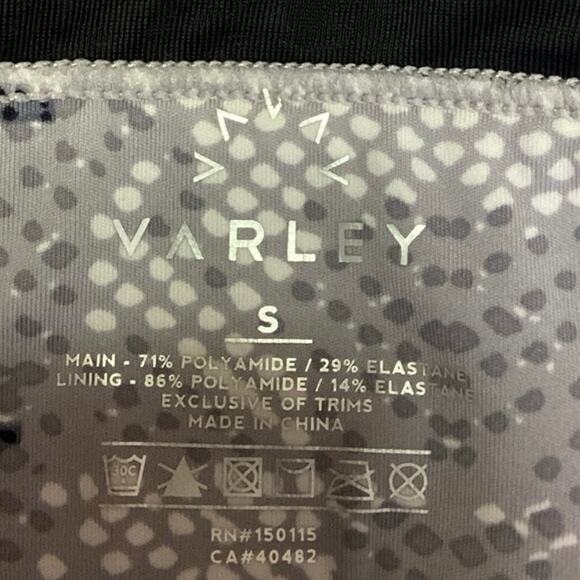 VARLEY
S
MAIN - 71% POLYAMIDE / 29% ELASTANE
LINING - 86% POLYAMIDE / 14% ELASTANE
EXCLUSIVE OF TRIMS
MADE IN CHINA
30C
RN#150115
CA#40482